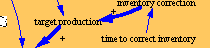 inventory correction
target production
+
+
time to correct inventory